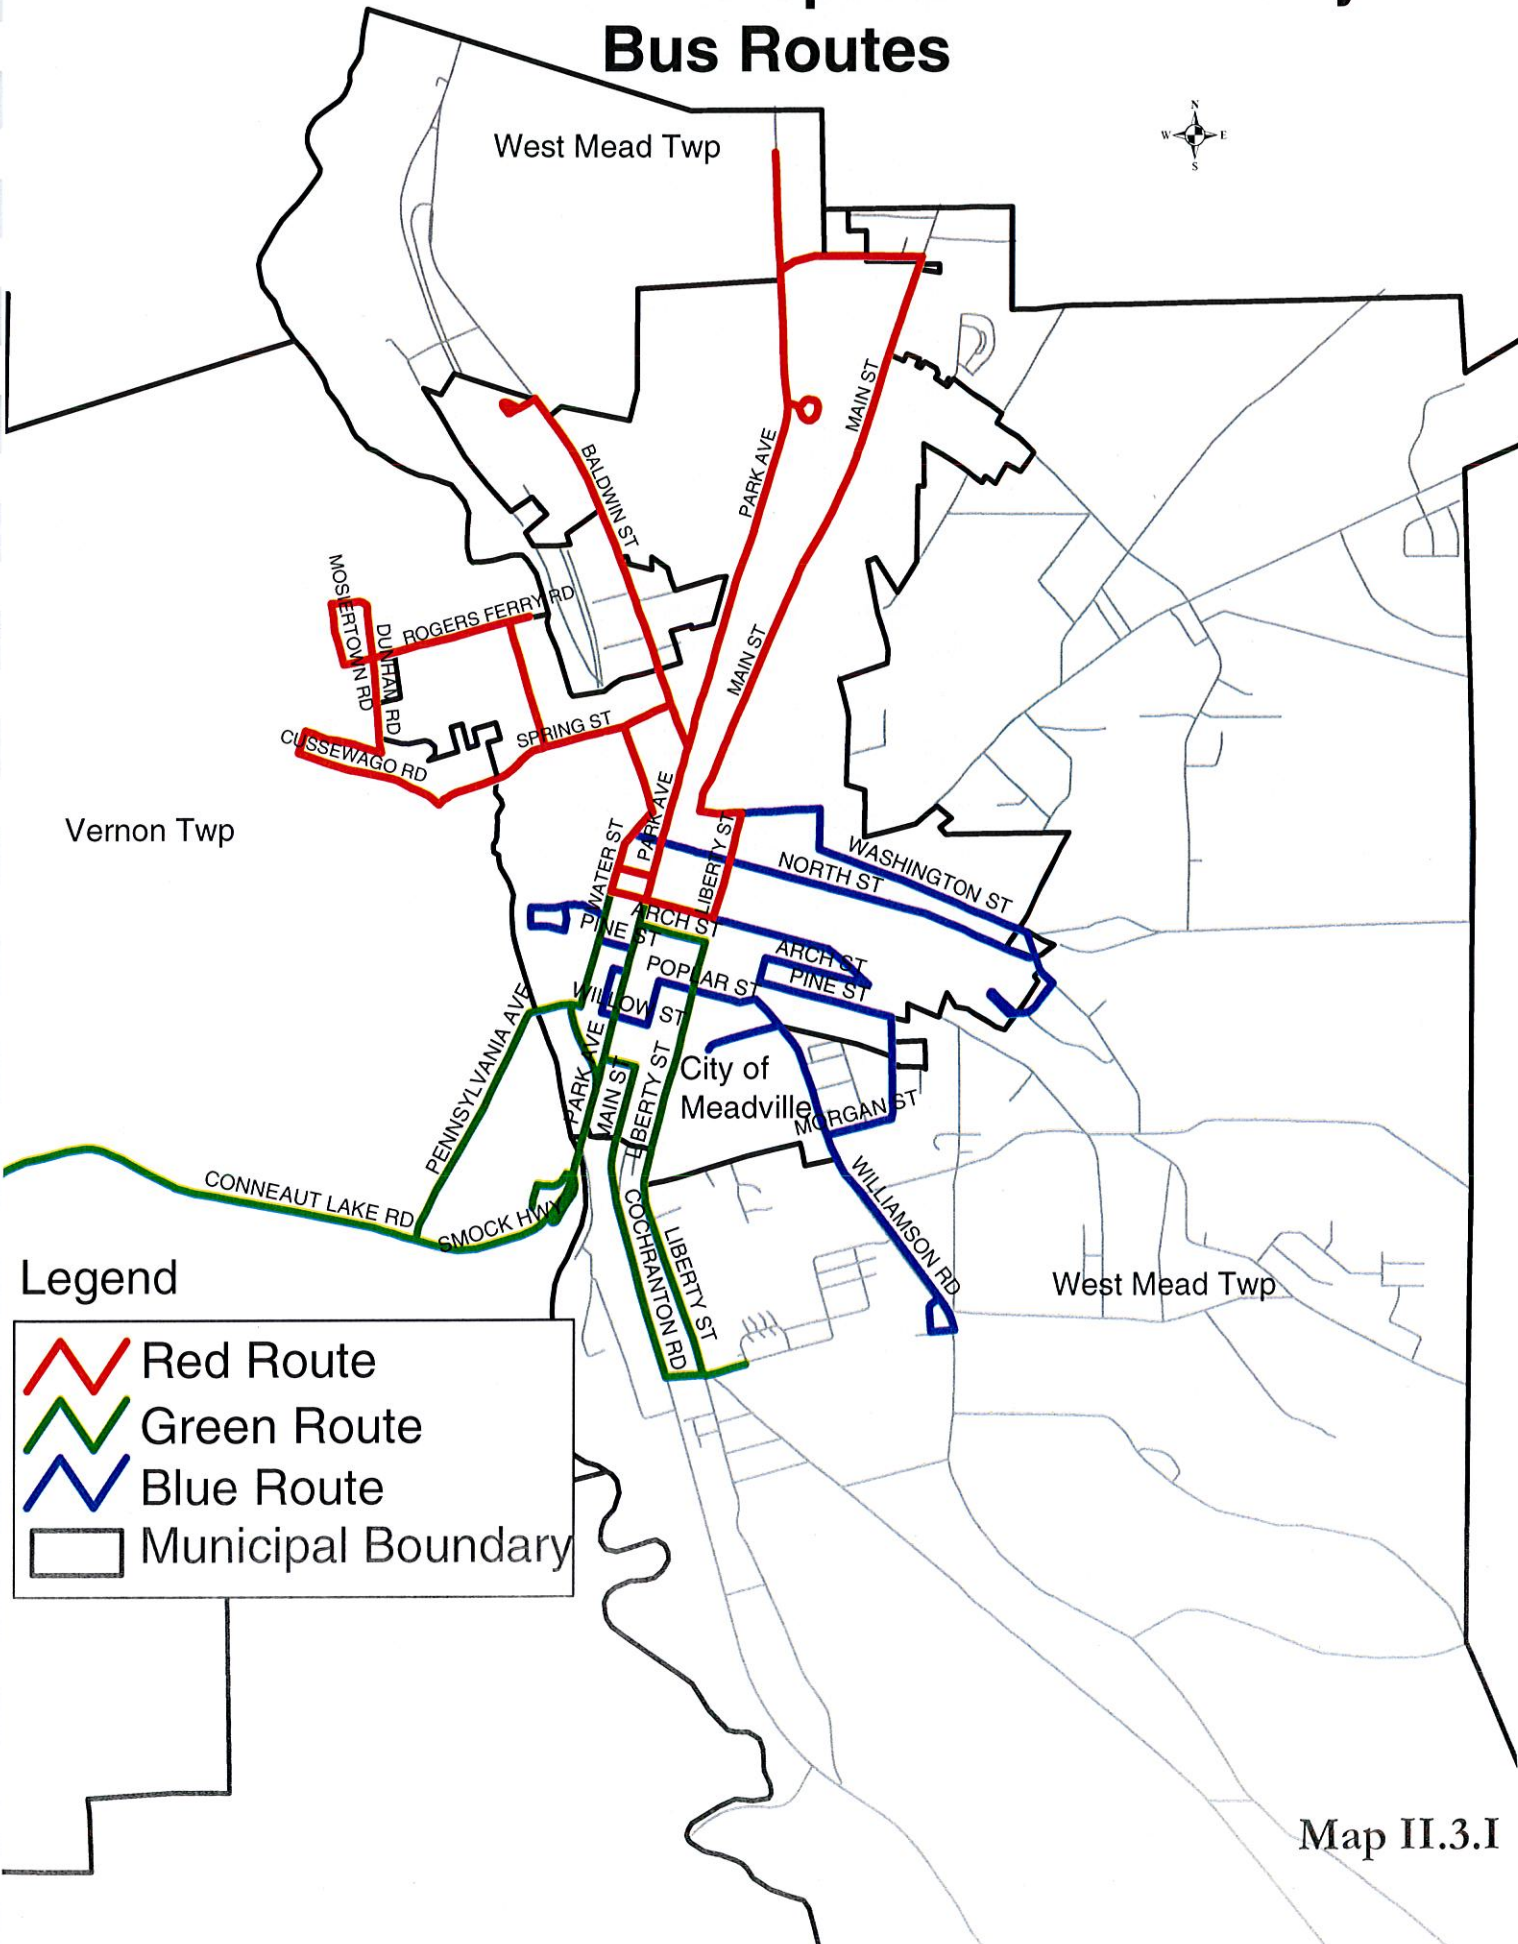 Bus Routes
N
W E
S
West Mead Twp
MAIN ST
PARK AVE
BALDWIN ST
MOSIERTOWN RD
ROGERS FERRY RD
DUNHAM RD
MAIN ST
SPRING ST
CUSSEWAGO RD
PARK AVE
Vernon Twp
WATER ST
LIBERTY ST
WASHINGTON ST
NORTH ST
ARCH ST
PINE ST
ARCH ST
POPLAR ST
PINE ST
WILLOW ST
PENNSYLVANIA AVE
PARK AVE
MAIN ST
LIBERTY ST
City of
Meadville
MORGAN ST
CONNEAUT LAKE RD
SMOCK HWY
COCHRANTON RD
LIBERTY ST
WILLIAMSON RD
West Mead Twp
Legend
Red Route
Green Route
Blue Route
Municipal Boundary
Map II.3.I